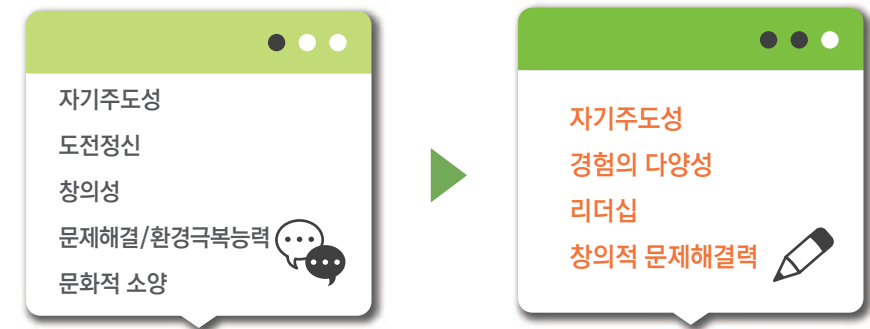 자기주도성
도전정신
창의성
문제해결/환경극복능력
문화적 소양
자기주도성
경험의 다양성
리더십
창의적 문제해결력